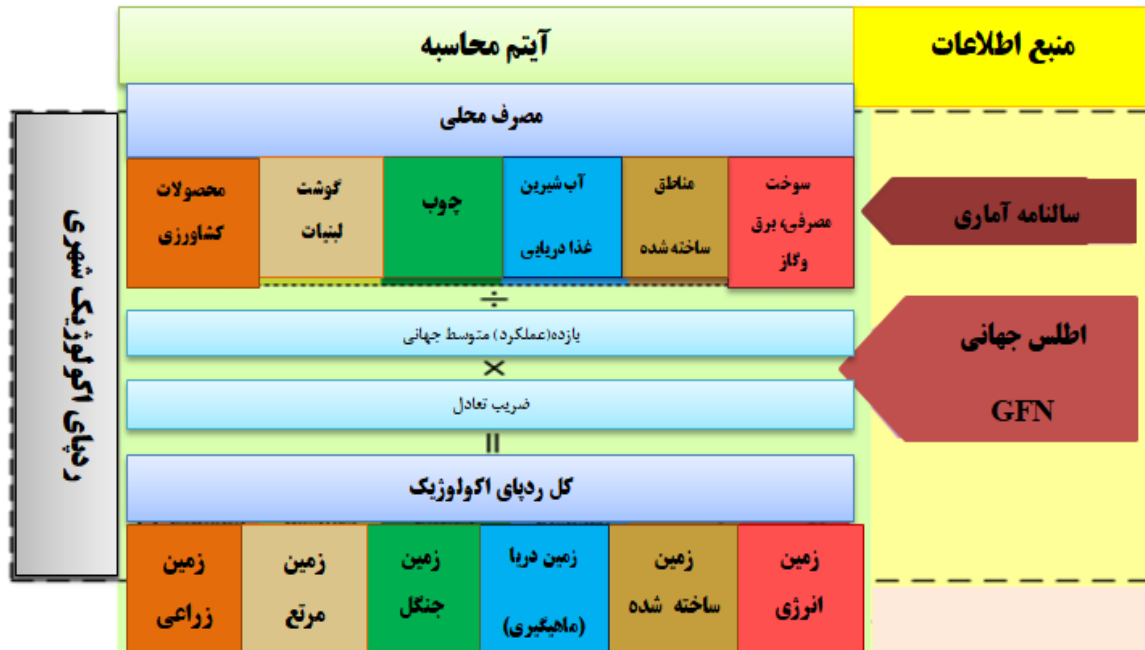 منبع اطلاعات
آیتم محاسبه
مصرف محلی
سوخت
مصرفی، برق
وگاز
مناطق
ساخته شده
آب شیرین
غذا دریایی
چوب
گوشت
لبنیات
محصولات
کشاورزی
سالنامه آماری
÷
بازده(عملکرد) متوسط جهانی
×
ضریب تعادل
=
اطلس جهانی
GFN
کل ردپای اکولوژیک
زمین
انرژی
زمین
ساخته شده
زمین دریا
(ماهیگیری)
زمین
جنگل
زمین
مرتع
زمین
زراعی
ردپای اکولوژیک شهری